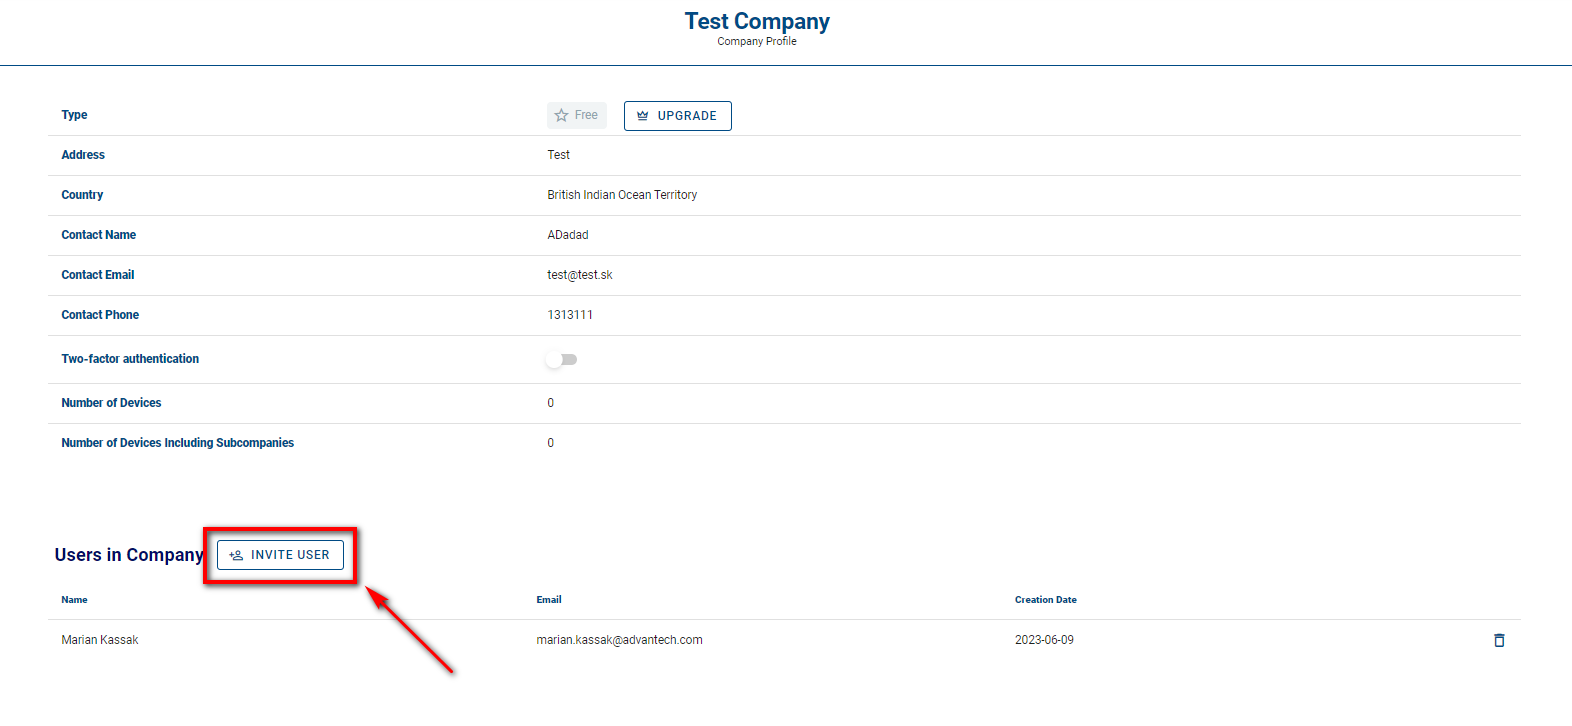 Test Company
Company Profile
Type Free UPGRADE
Address Test
Country British Indian Ocean Territory
Contact Name ADadad
Contact Email test@test.sk
Contact Phone 1313111
Two-factor authentication
Number of Devices 0
Number of Devices Including Subcompanies 0
Users in Company INVITE USER
Name Email Creation Date
Marian Kassak marian.kassak@advantech.com 2023-06-09